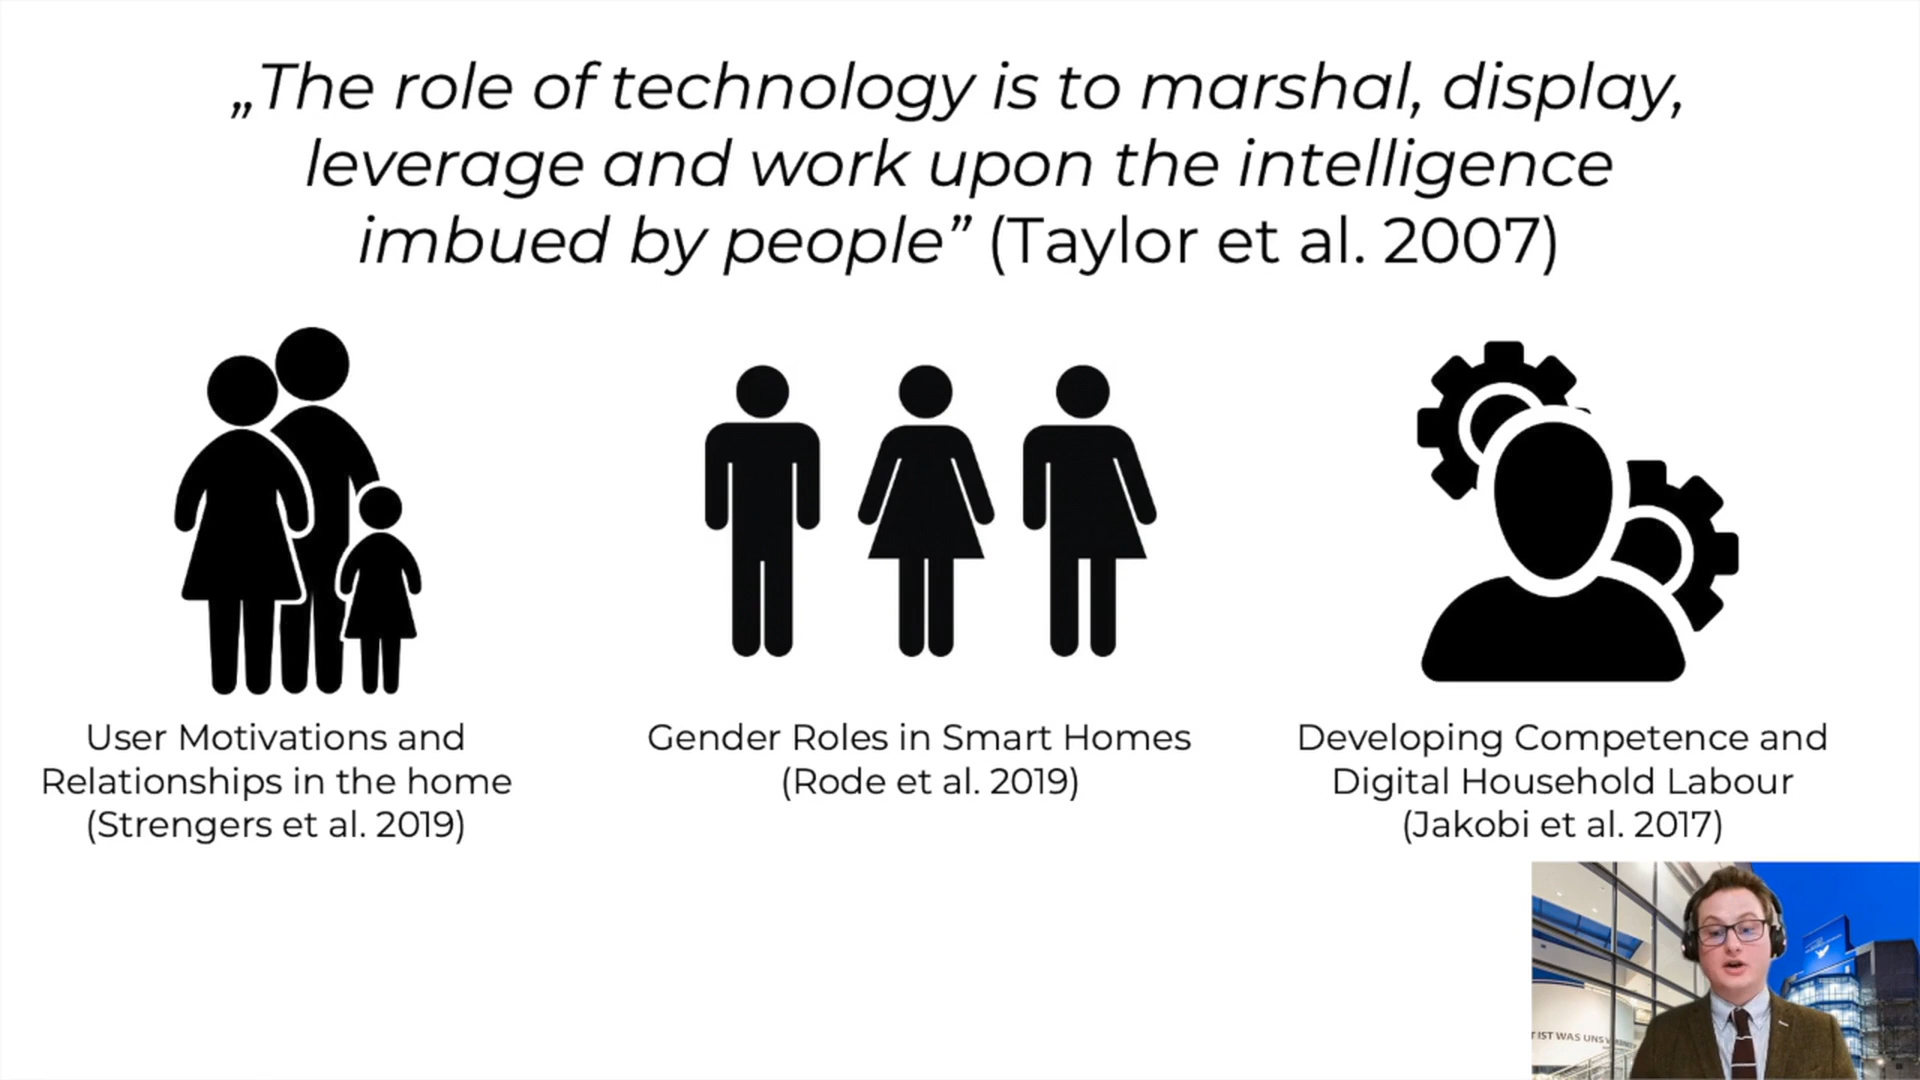 „The role of technology is to marshal, display,
leverage and work upon the intelligence
imbued by people” (Taylor et al. 2007)
User Motivations and
Relationships in the home
(Strengers et al. 2019)
Gender Roles in Smart Homes
(Rode et al. 2019)
Developing Competence and
Digital Household Labour
(Jakobi et al. 2017)
IST WAS UNS